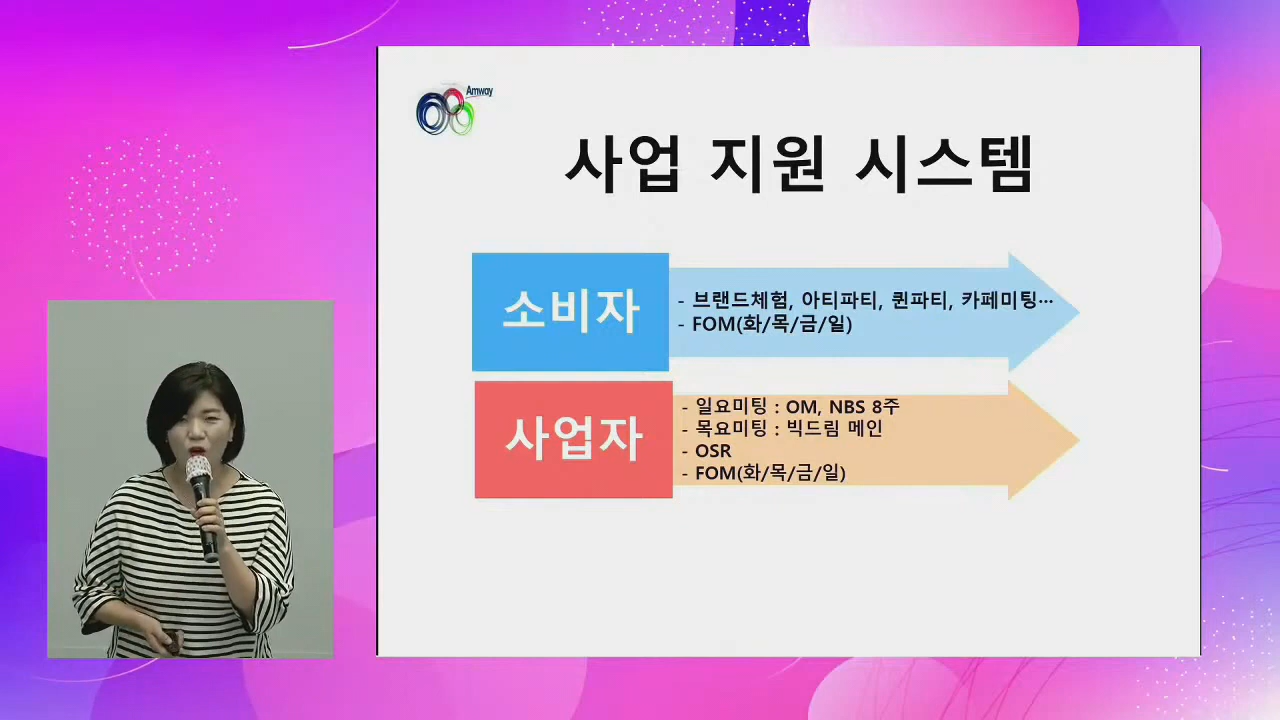 Amway
사업 지원 시스템
소비자
- 브랜드체험, 아티파티, 퀸파티, 카페미팅···
- FOM(화/목/금/일)
사업자
- 일요미팅 : OM, NBS 8주
- 목요미팅 : 빅드림 메인
- OSR
- FOM(화/목/금/일)